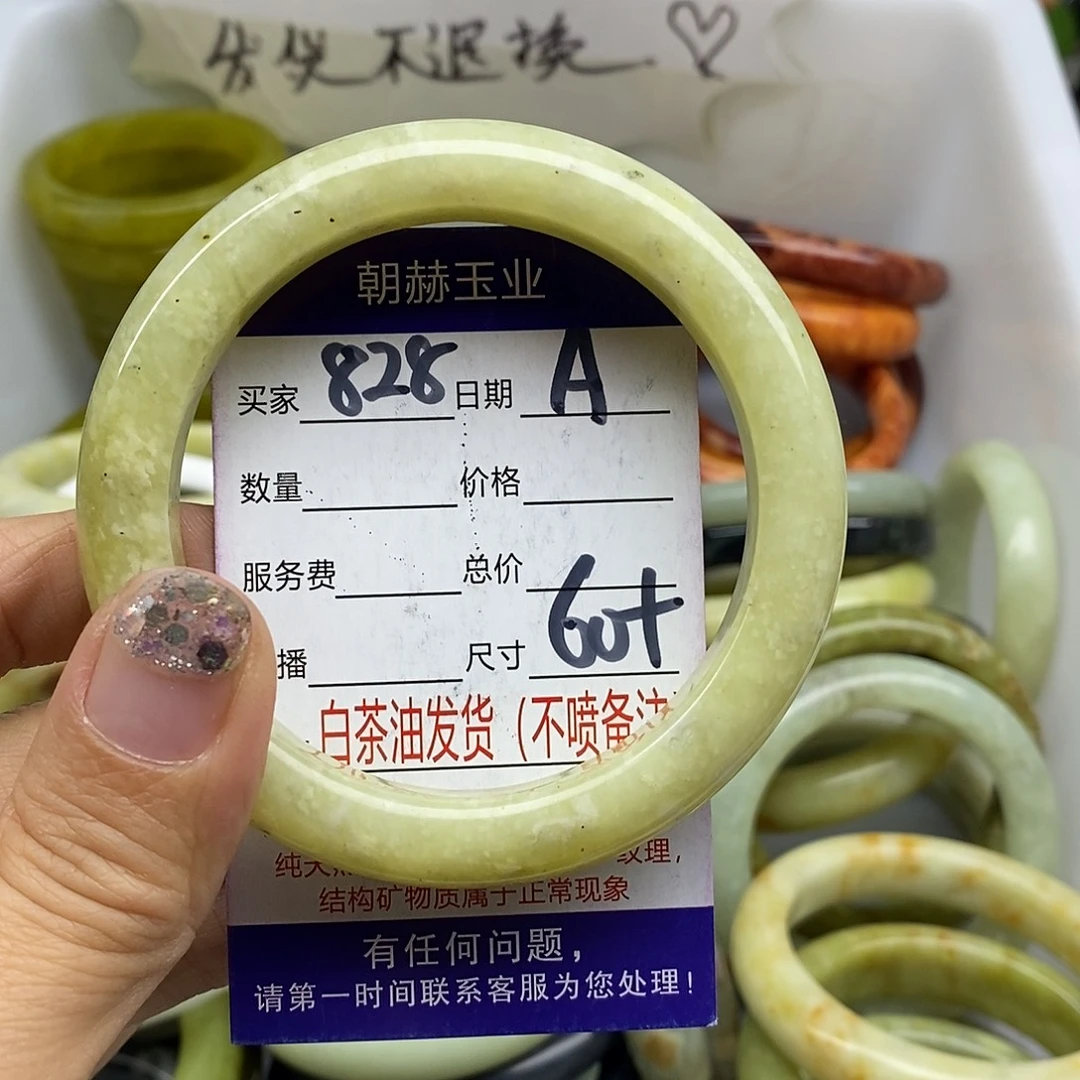 不退换
朝赫玉业
买家 828 日期 A
数量 价格
服务费 总价
播 尺寸 60+
白茶油发货(不喷备注
纯天 纹理,
结构矿物质属于正常现象
有任何问题,
请第一时间联系客服为您处理!